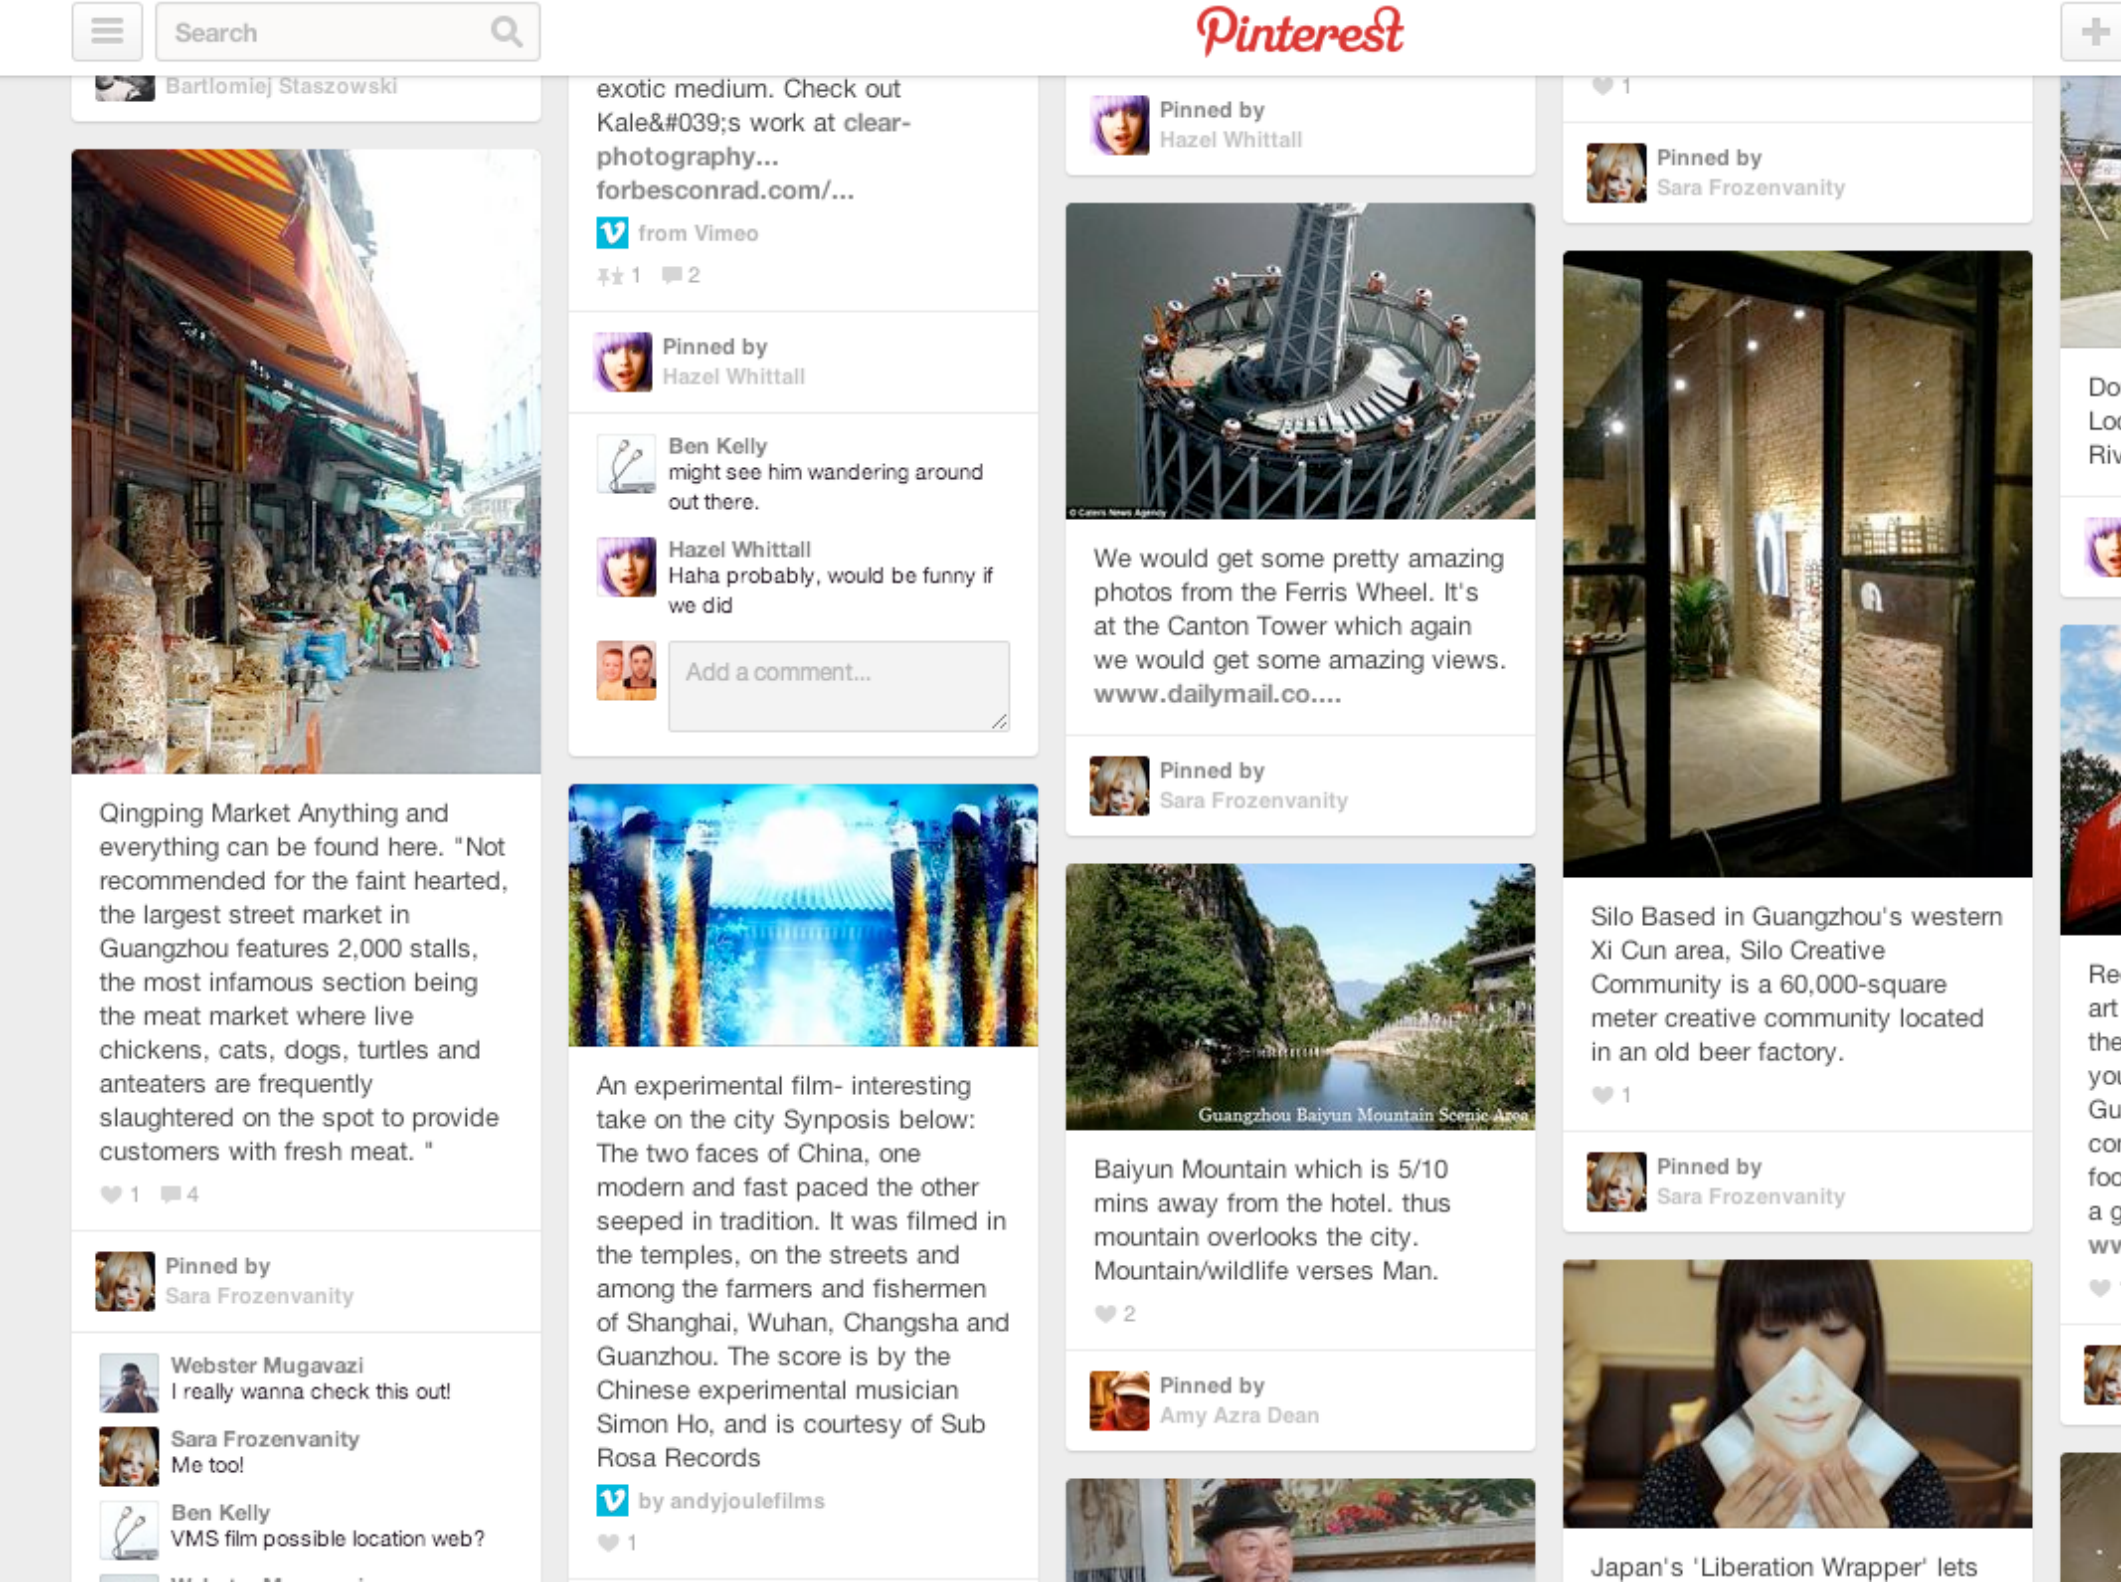 Search
Pinterest
Bartlomiej Staszowski
Qingping Market Anything and
everything can be found here. "Not
recommended for the faint hearted,
the largest street market in
Guangzhou features 2,000 stalls,
the most infamous section being
the meat market where live
chickens, cats, dogs, turtles and
anteaters are frequently
slaughtered on the spot to provide
customers with fresh meat. "
1 4
Pinned by
Sara Frozenvanity
Webster Mugavazi
I really wanna check this out!
Sara Frozenvanity
Me too!
Ben Kelly
VMS film possible location web?
exotic medium. Check out
Kale&#039;s work at clear-
photography...
forbesconrad.com/...
from Vimeo
1 2
Pinned by
Hazel Whittall
Ben Kelly
might see him wandering around
out there.
Hazel Whittall
Haha probably, would be funny if
we did
Add a comment...
An experimental film- interesting
take on the city Synposis below:
The two faces of China, one
modern and fast paced the other
seeped in tradition. It was filmed in
the temples, on the streets and
among the farmers and fishermen
of Shanghai, Wuhan, Changsha and
Guanzhou. The score is by the
Chinese experimental musician
Simon Ho, and is courtesy of Sub
Rosa Records
by andyjoulefilms
1
Pinned by
Hazel Whittall
© Caters News Agency
We would get some pretty amazing
photos from the Ferris Wheel. It's
at the Canton Tower which again
we would get some amazing views.
www.dailymail.co....
Pinned by
Sara Frozenvanity
Guangzhou Baiyun Mountain Scenic Area
Baiyun Mountain which is 5/10
mins away from the hotel. thus
mountain overlooks the city.
Mountain/wildlife verses Man.
2
Pinned by
Amy Azra Dean
1
Pinned by
Sara Frozenvanity
Silo Based in Guangzhou's western
Xi Cun area, Silo Creative
Community is a 60,000-square
meter creative community located
in an old beer factory.
1
Pinned by
Sara Frozenvanity
Japan's 'Liberation Wrapper' lets
the
a